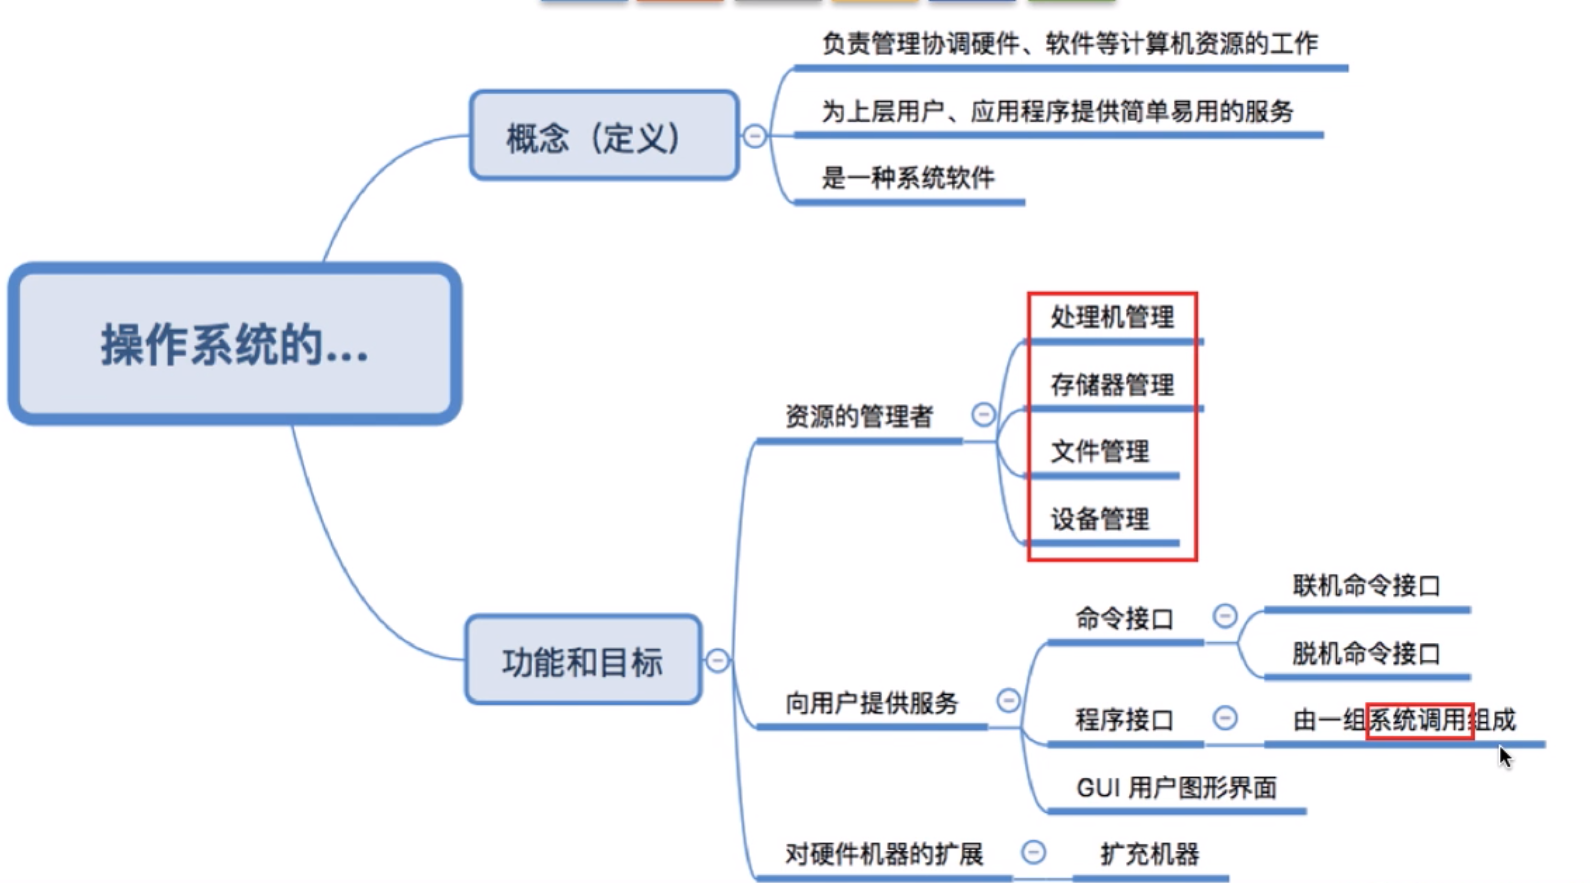 负责管理协调硬件、软件等计算机资源的工作
为上层用户、应用程序提供简单易用的服务
概念（定义）
是一种系统软件
操作系统的...
处理机管理
存储器管理
资源的管理者
文件管理
设备管理
联机命令接口
命令接口
脱机命令接口
功能和目标
向用户提供服务
程序接口
由一组系统调用组成
GUI 用户图形界面
对硬件机器的扩展
扩充机器